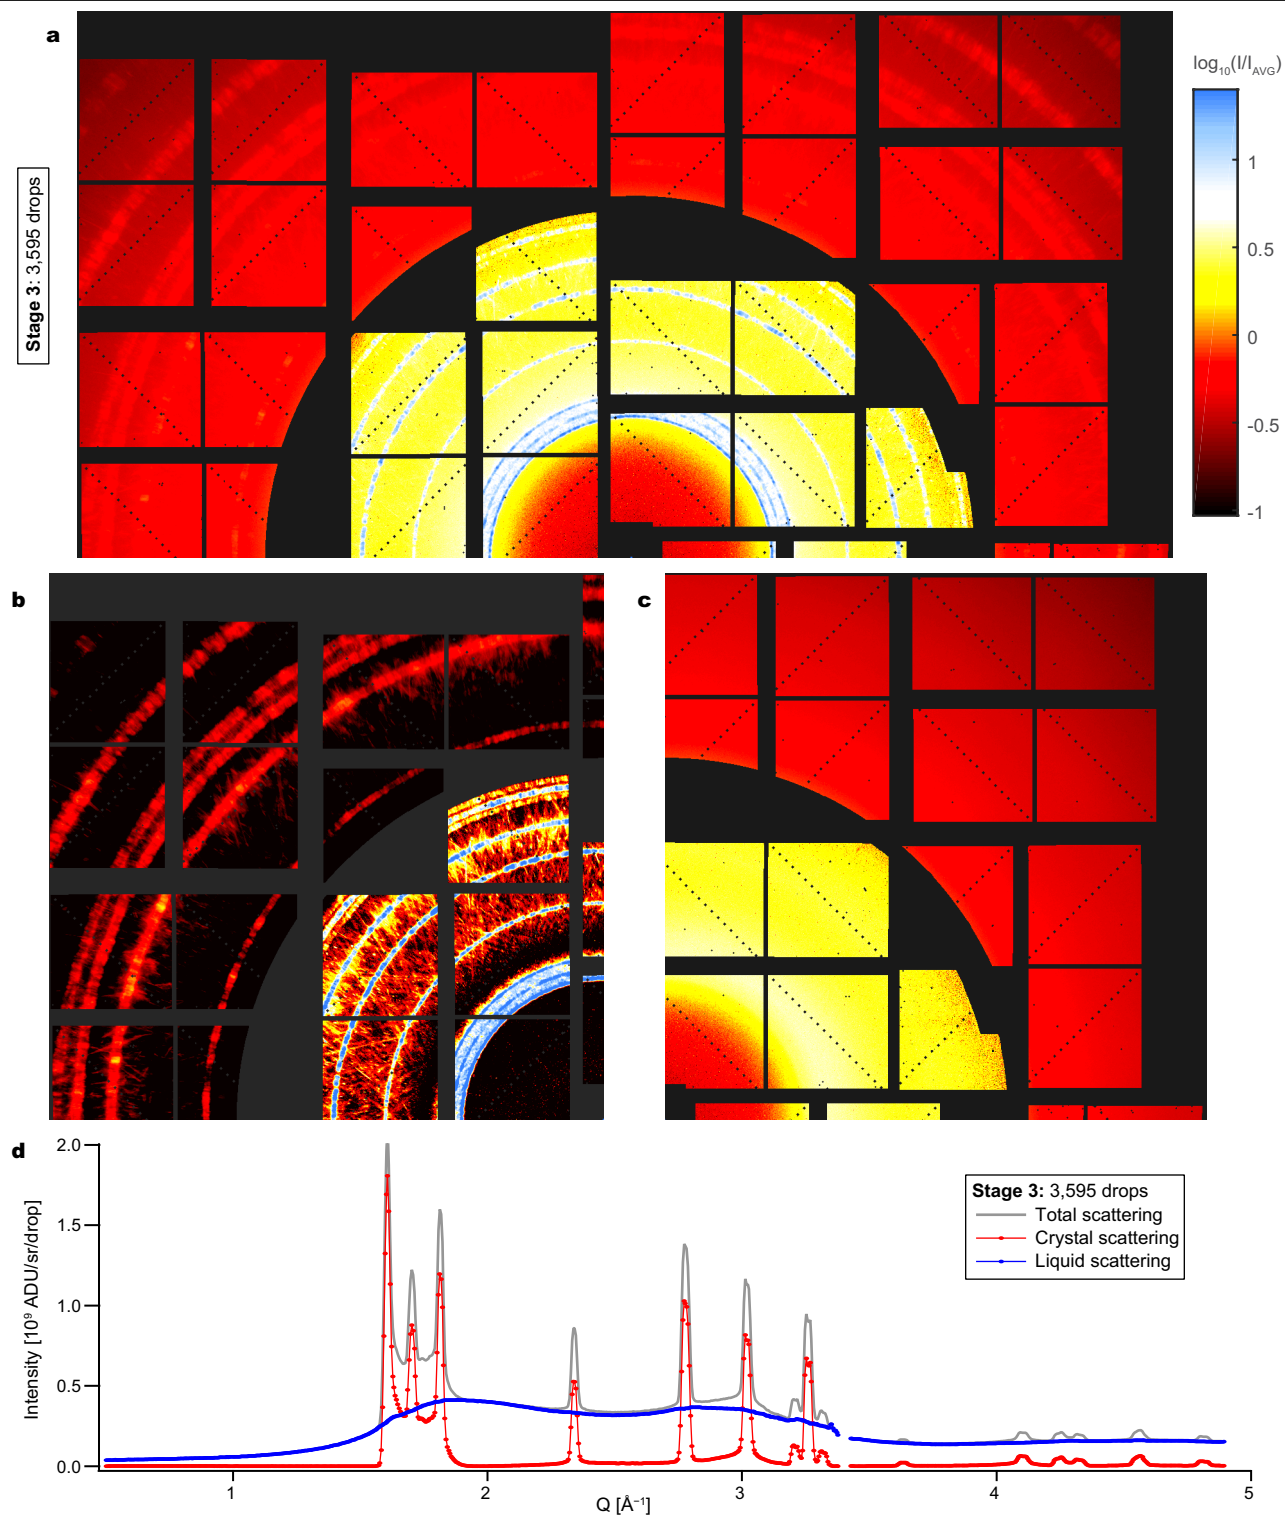 a
log10(I/IAVG)
1
0.5
0
-0.5
-1
Stage 3: 3,595 drops
b
c
d
2.0
1.5
1.0
0.5
0.0
Intensity [10⁹ ADU/sr/drop]
Stage 3: 3,595 drops
Total scattering
Crystal scattering
Liquid scattering
1
2
3
4
5
Q [Å⁻¹]